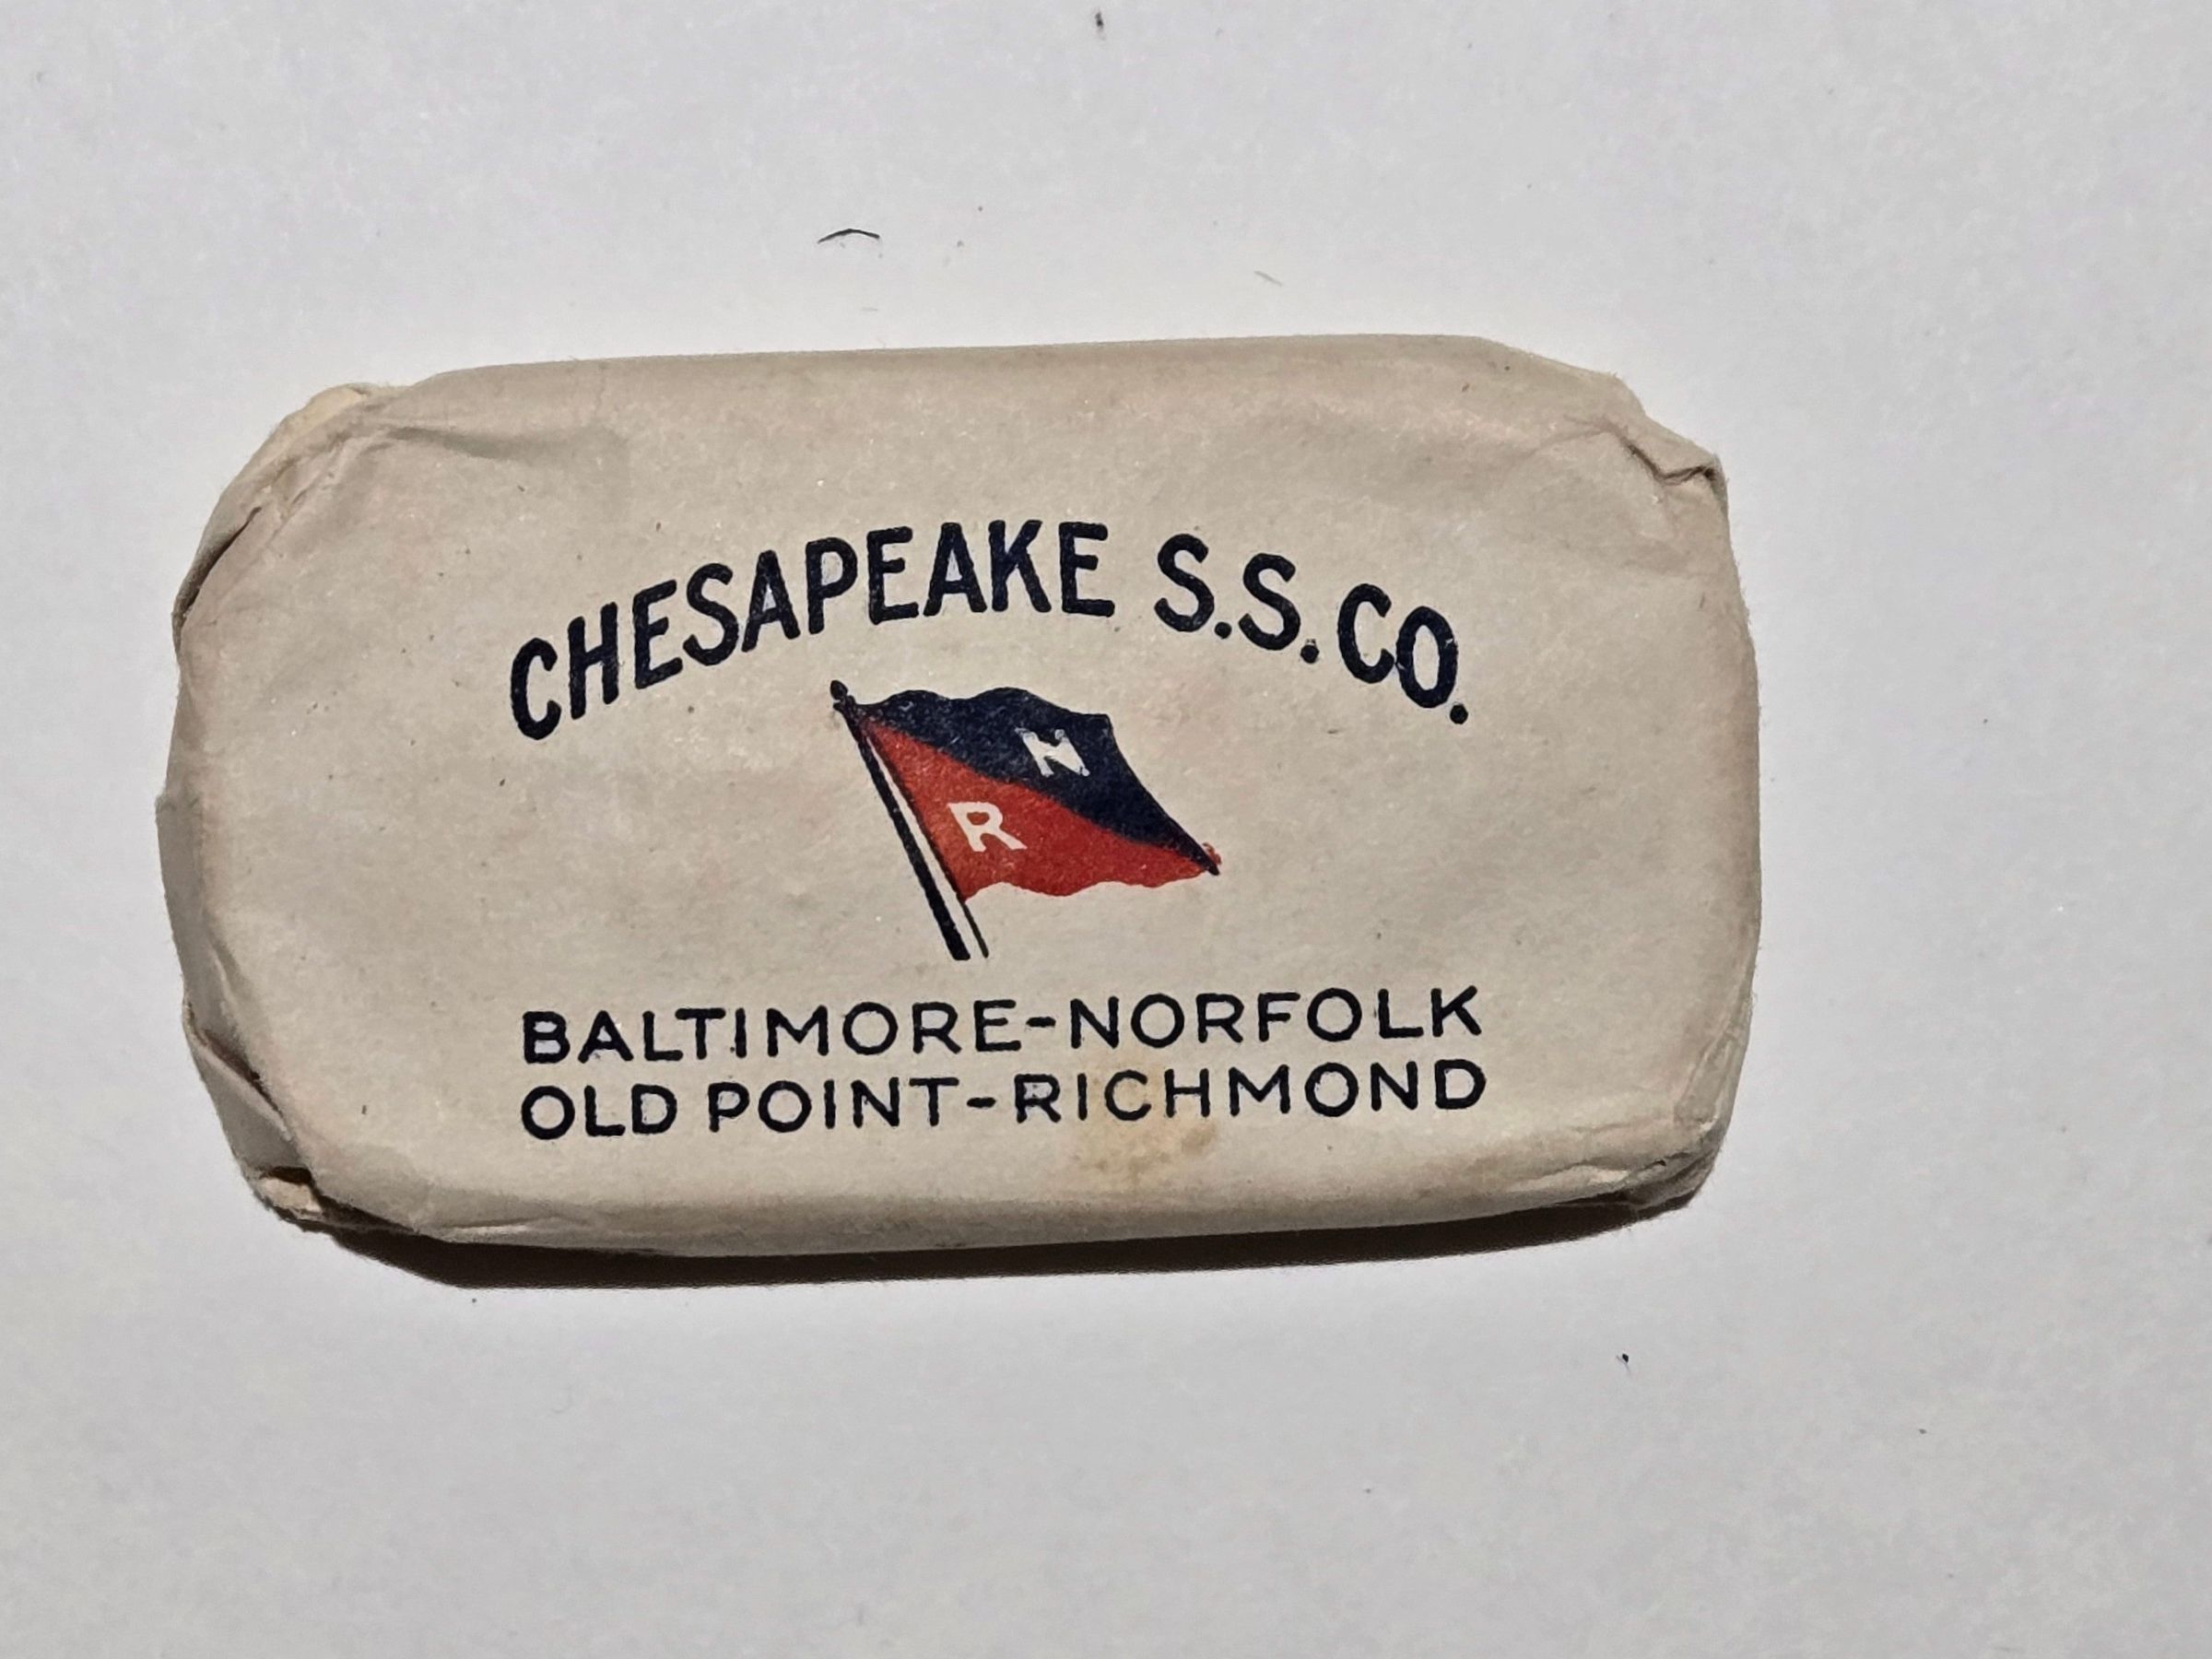 CHESAPEAKE S.S.CO.
N
R
BALTIMORE-NORFOLK
OLD POINT-RICHMOND